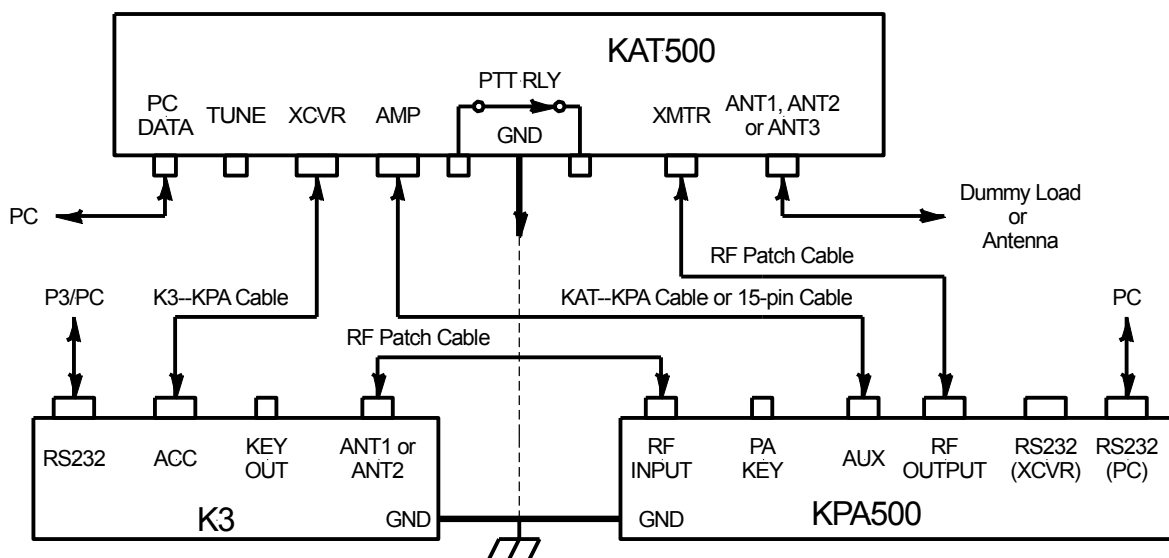 KAT500
PTT RLY
PC
DATA
TUNE
XCVR
AMP
GND
XMTR
ANT1, ANT2
or ANT3
PC
Dummy Load
or
Antenna
RF Patch Cable
P3/PC
K3--KPA Cable
KAT--KPA Cable or 15-pin Cable
PC
RF Patch Cable
RS232
ACC
KEY
OUT
ANT1 or
ANT2
K3
GND
RF
INPUT
PA
KEY
AUX
RF
OUTPUT
RS232
(XCVR)
RS232
(PC)
GND
KPA500